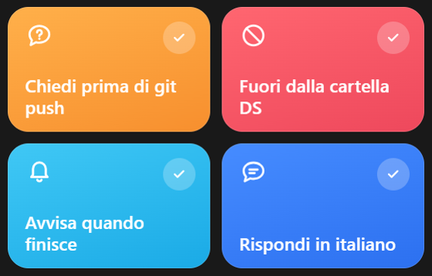 Chiedi prima di git
push
Fuori dalla cartella
DS
Avvisa quando
finisce
Rispondi in italiano